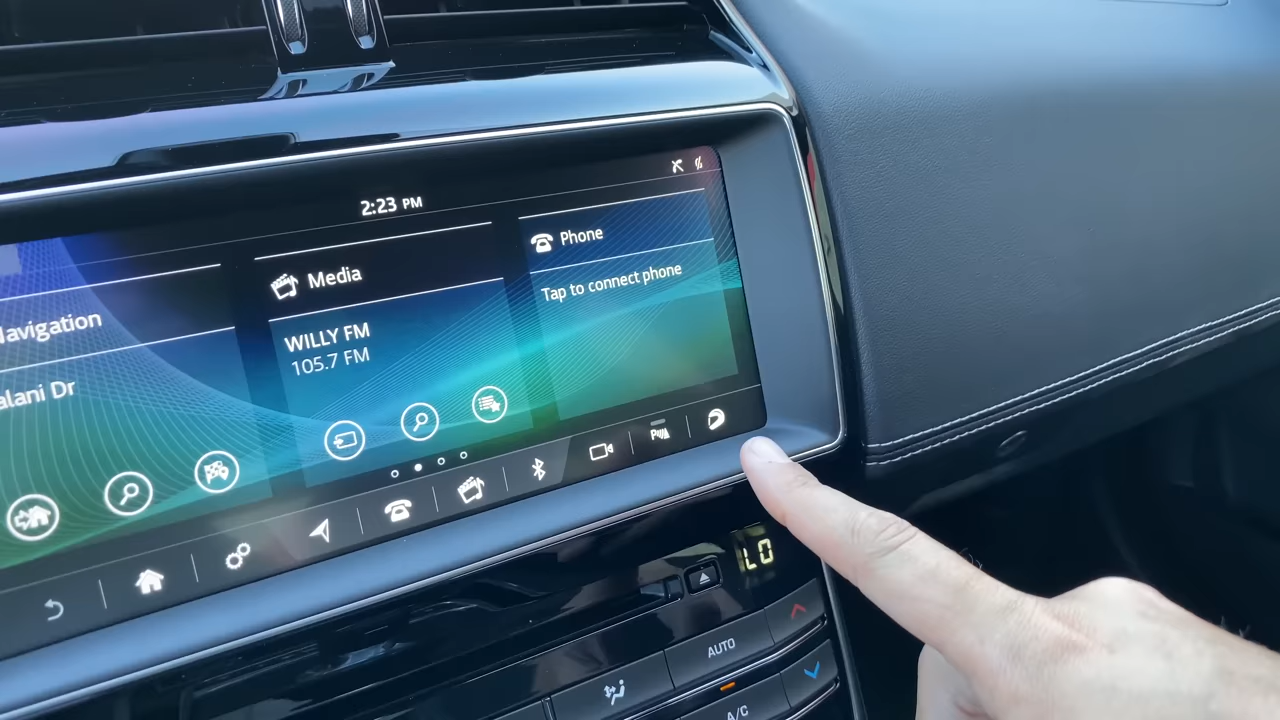 2:23 PM
Navigation
alani Dr
Media
WILLY FM
105.7 FM
Phone
Tap to connect phone
LO
AUTO
A/C